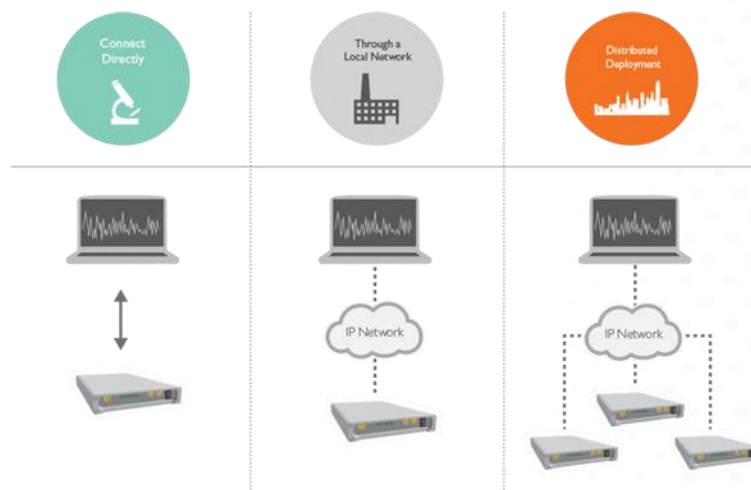 Connect
Directly
Through a
Local Network
Distributed
Deployment
IP Network
IP Network